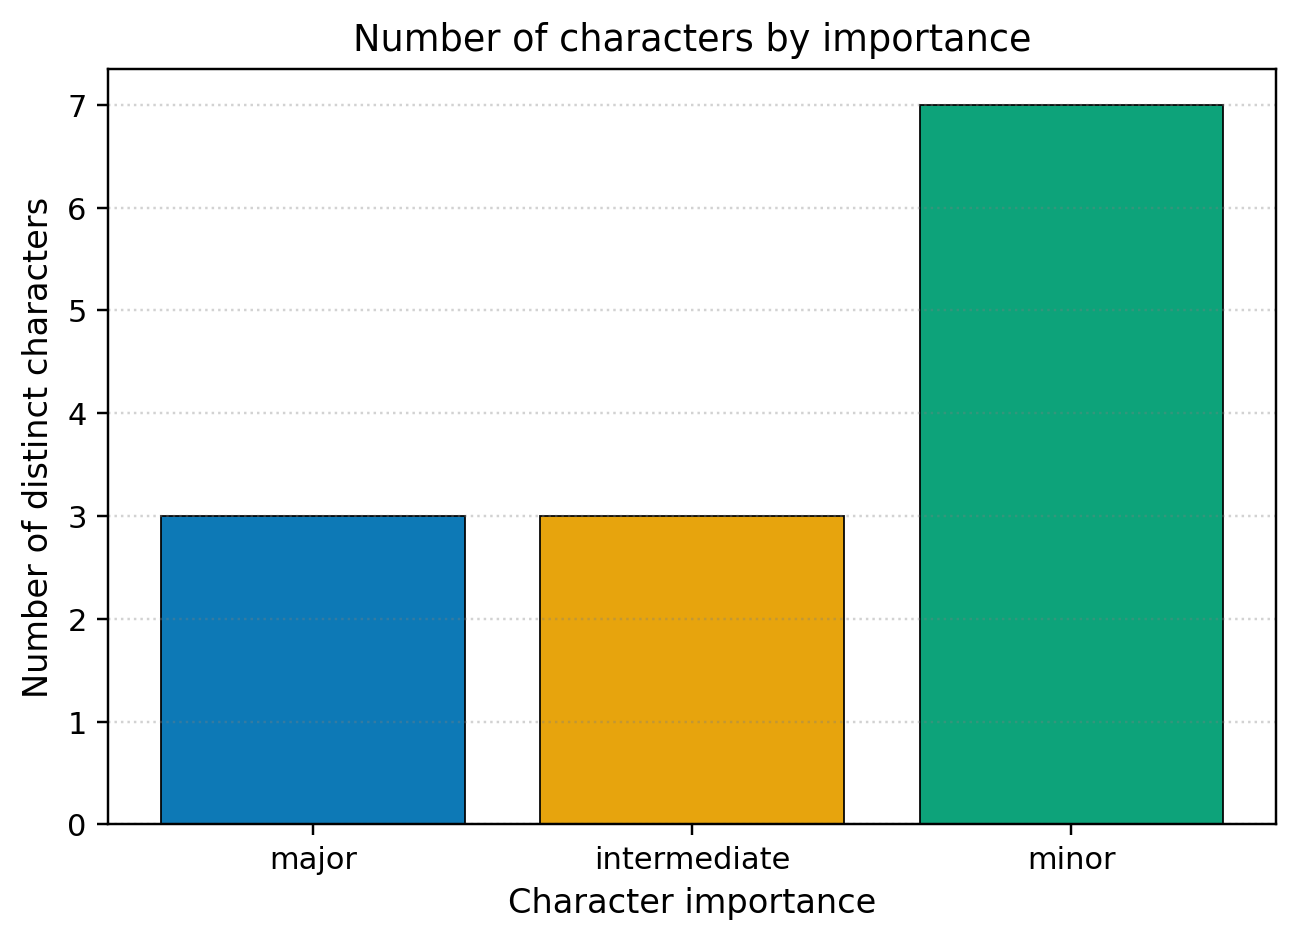 Number of characters by importance
Number of distinct characters
7
6
5
4
3
2
1
0
major intermediate minor
Character importance